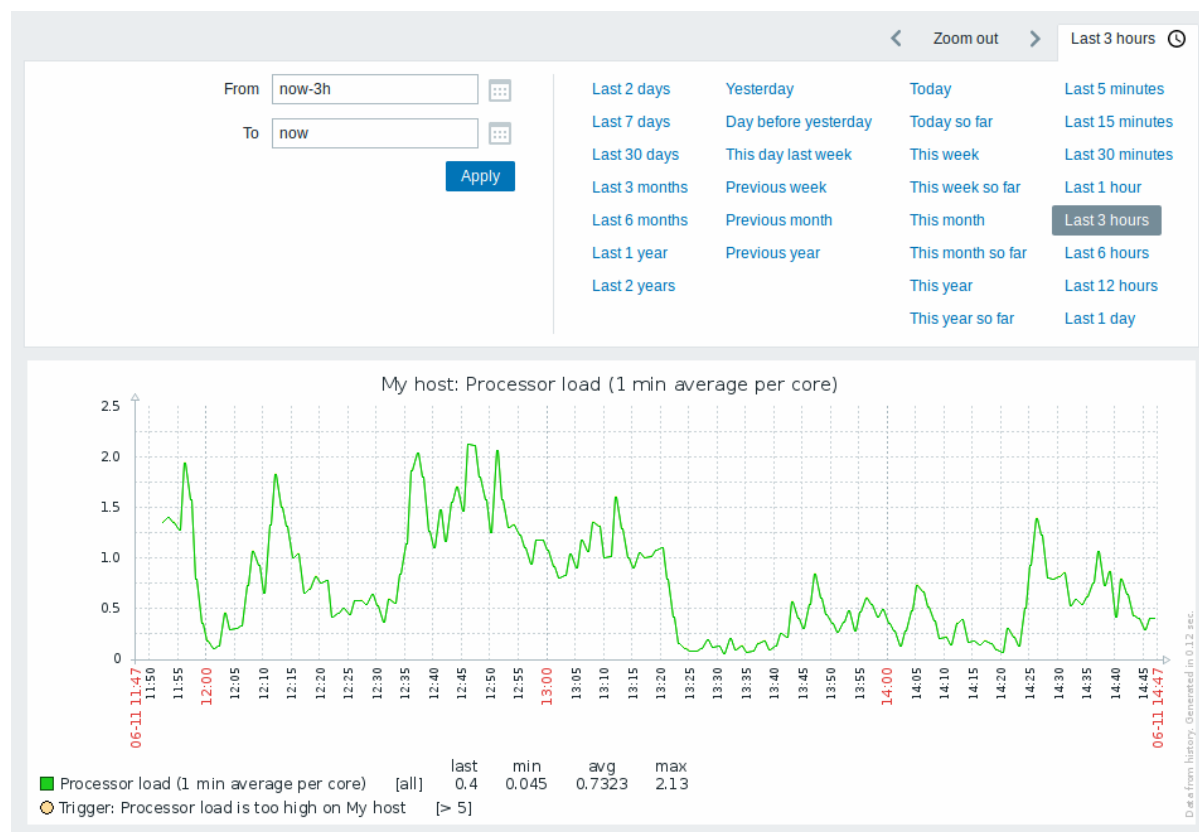 Zoom out Last 3 hours
From now-3h
To now
Apply
Last 2 days Yesterday Today Last 5 minutes
Last 7 days Day before yesterday Today so far Last 15 minutes
Last 30 days This day last week This week Last 30 minutes
Last 3 months Previous week This week so far Last 1 hour
Last 6 months Previous month This month Last 3 hours
Last 1 year Previous year This month so far Last 6 hours
Last 2 years This year Last 12 hours
This year so far Last 1 day
My host: Processor load (1 min average per core)
2.5
2.0
1.5
1.0
0.5
0
06-11 11:47 11:50 11:55 12:00 12:05 12:10 12:15 12:20 12:25 12:30 12:35 12:40 12:45 12:50 12:55 13:00 13:05 13:10 13:15 13:20 13:25 13:30 13:35 13:40 13:45 13:50 13:55 14:00 14:05 14:10 14:15 14:20 14:25 14:30 14:35 14:40 14:45 06-11 14:47
last min avg max
Processor load (1 min average per core) [all] 0.4 0.045 0.7323 2.13
Trigger: Processor load is too high on My host [> 5]
Data from history. Generated in 0.12 sec.